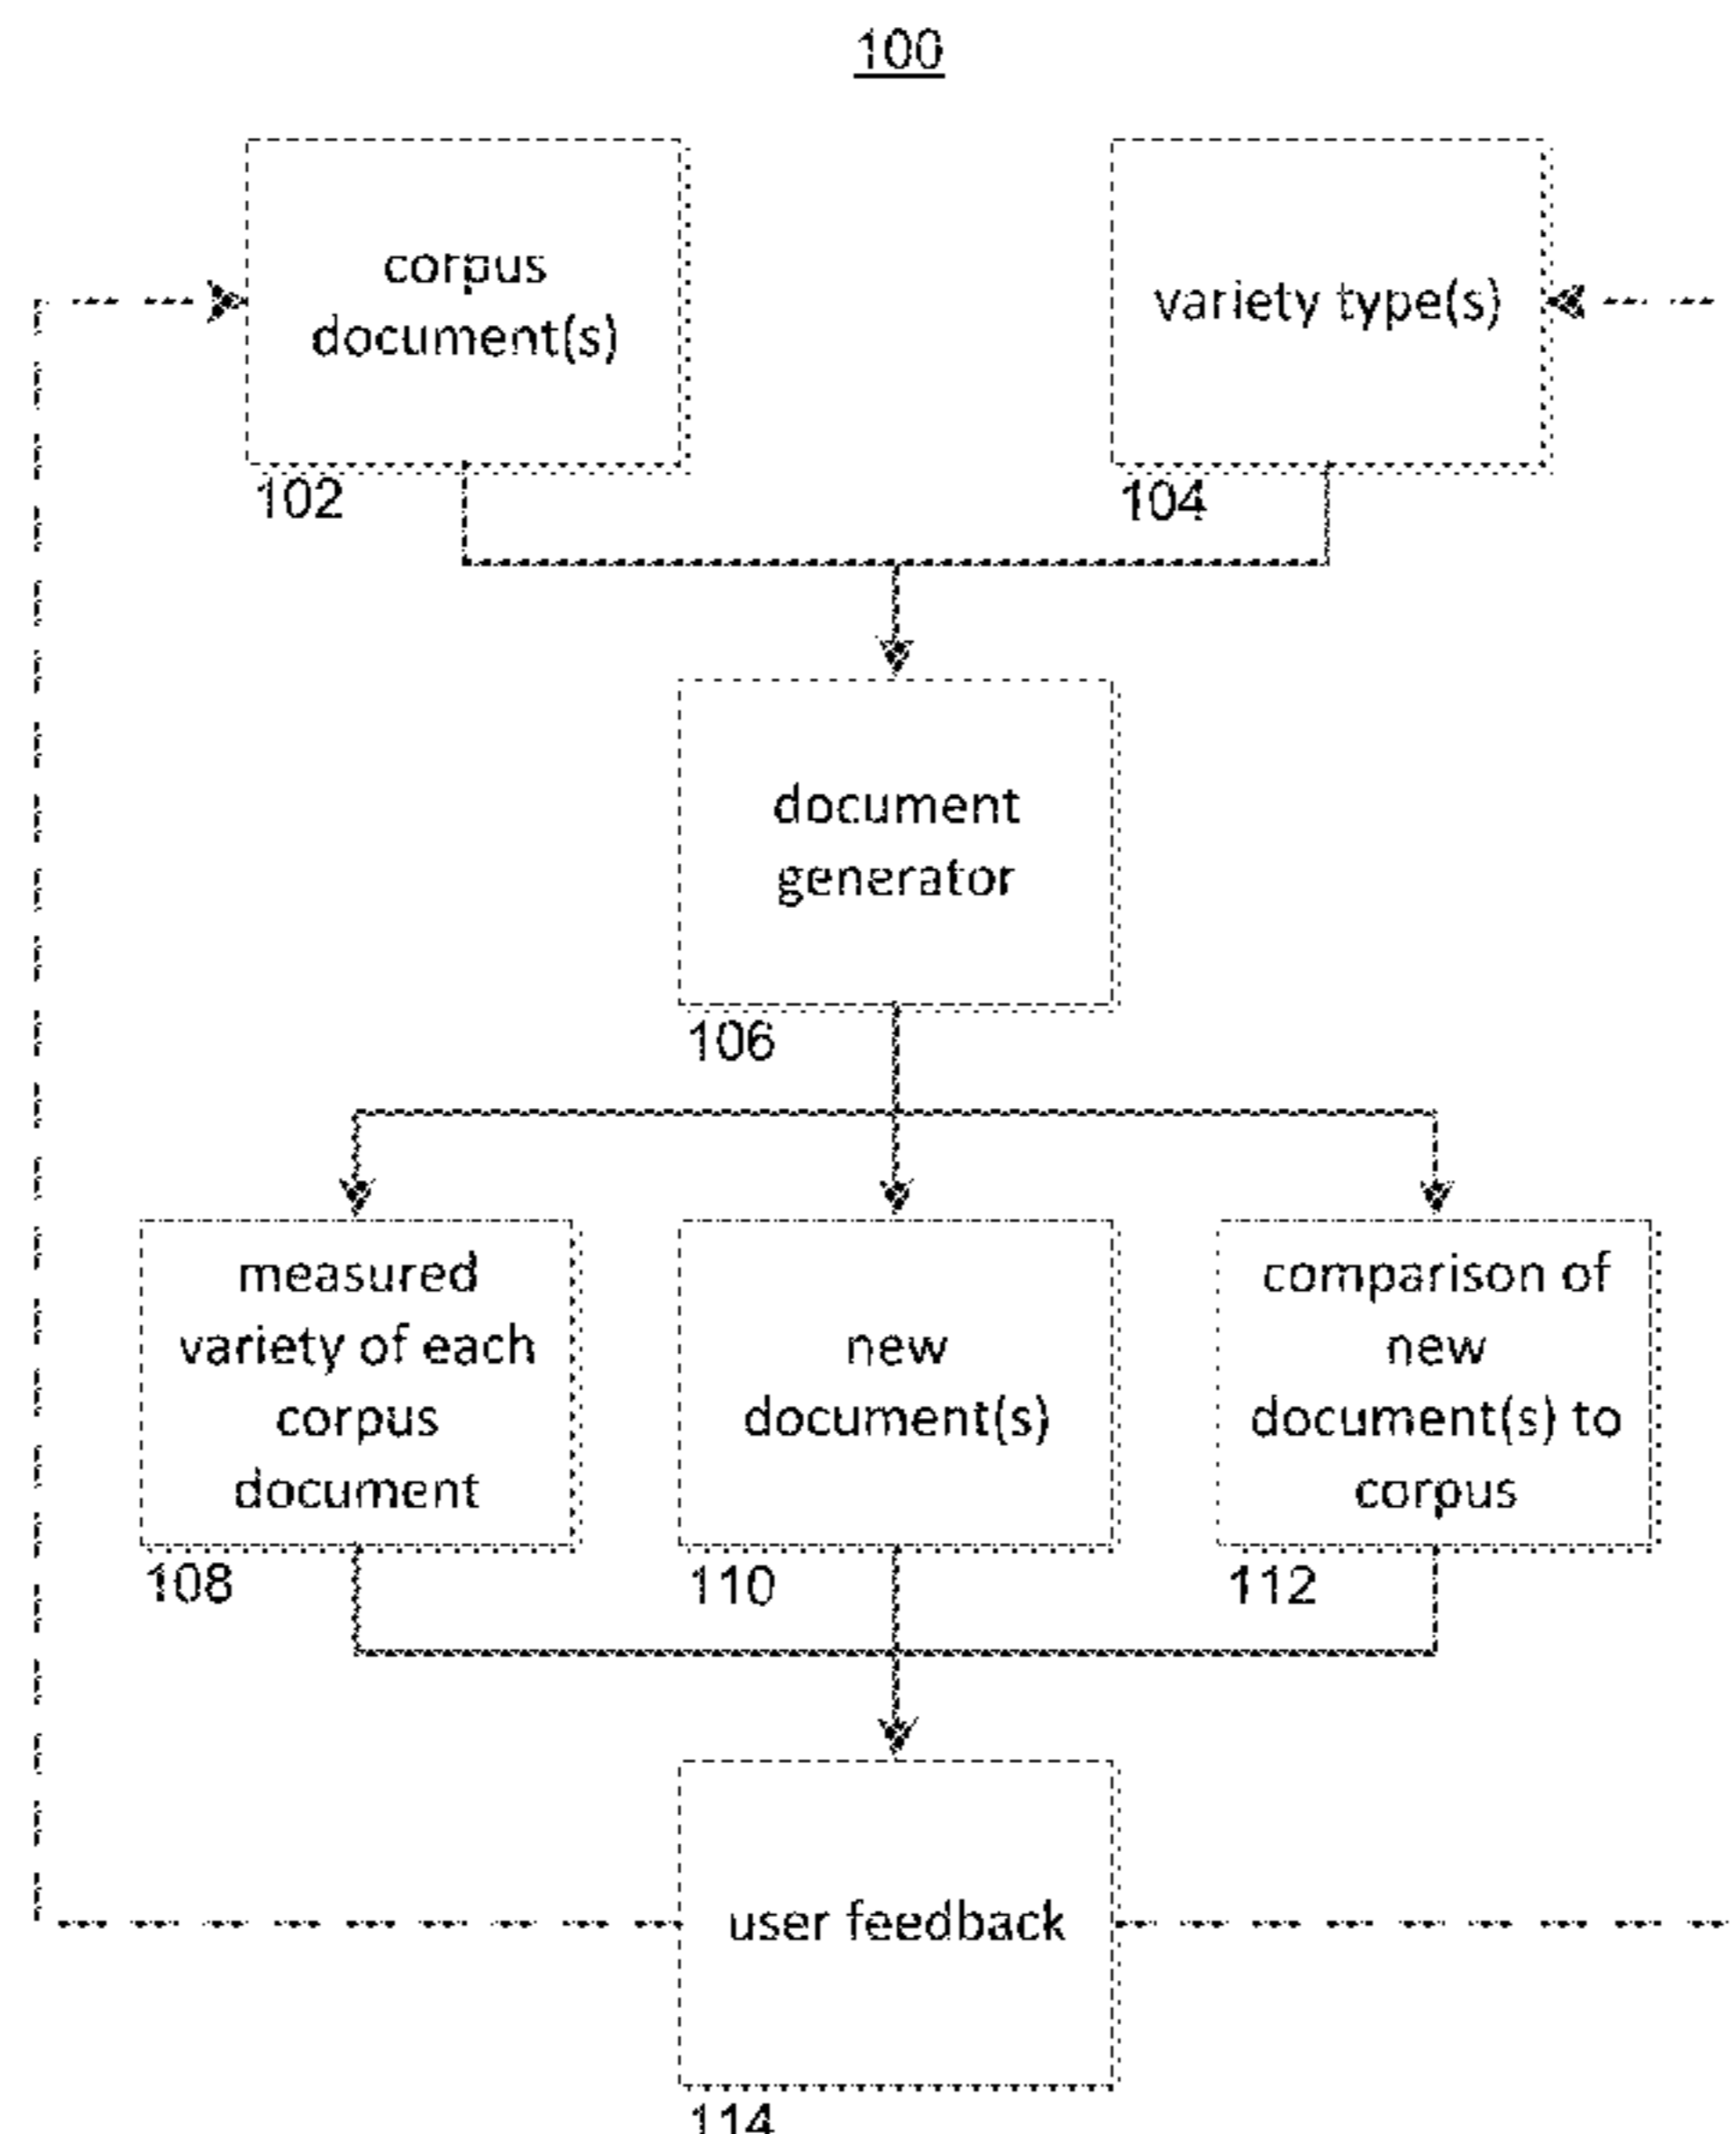 100
corpus
document(s)
102
variety type(s)
104
document
generator
106
measured
variety of each
corpus
document
108
new
document(s)
110
comparison of
new
document(s) to
corpus
112
user feedback
114